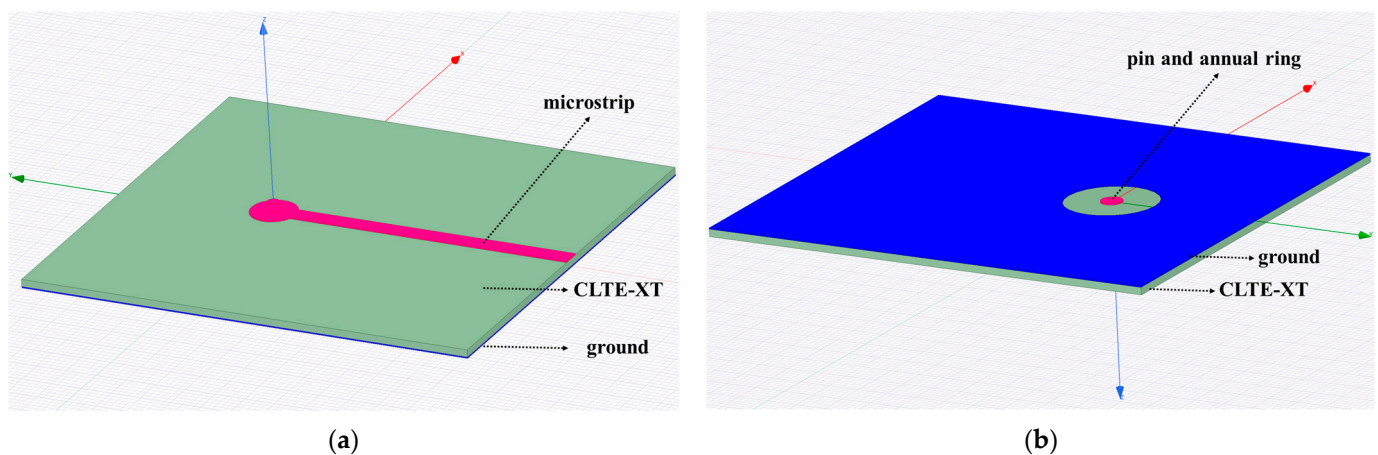 Z
X
microstrip
Y
CLTE-XT
ground
(a)
pin and annual ring
X
Y
ground
CLTE-XT
Z
(b)